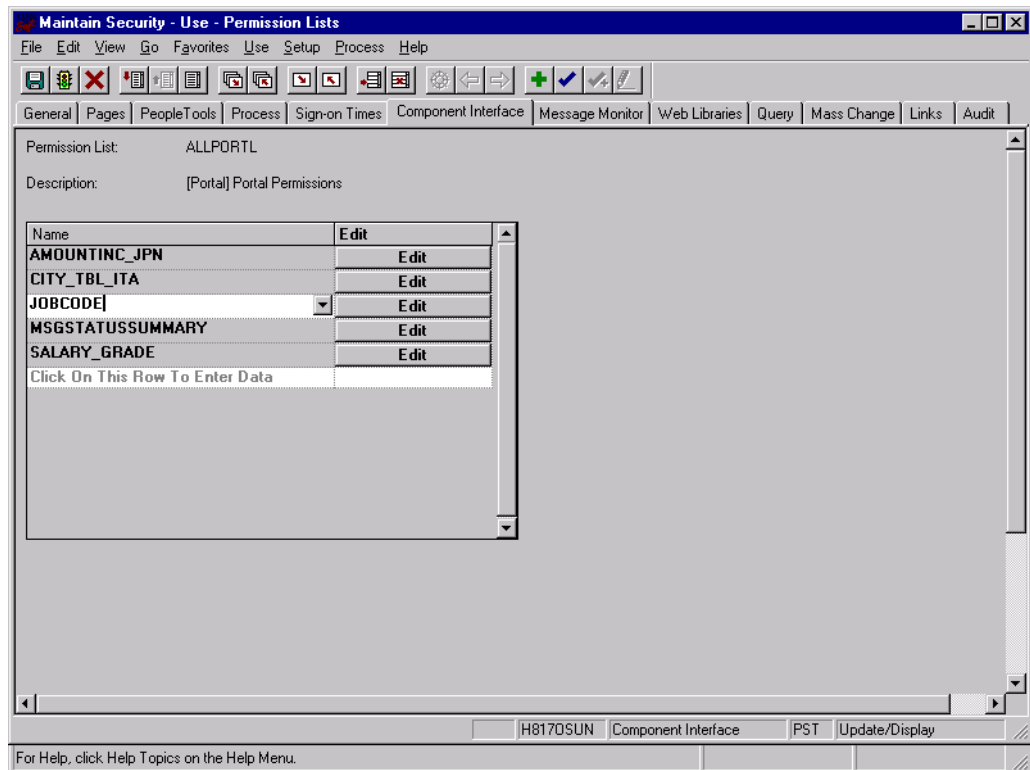 Maintain Security - Use - Permission Lists
File Edit View Go Favorites Use Setup Process Help
General Pages PeopleTools Process Sign-on Times Component Interface Message Monitor Web Libraries Query Mass Change Links Audit
Permission List: ALLPORTL
Description: [Portal] Portal Permissions
Name Edit
AMOUNTINC_JPN Edit
CITY_TBL_ITA Edit
JOBCODE Edit
MSGSTATUSSUMMARY Edit
SALARY_GRADE Edit
Click On This Row To Enter Data
H817OSUN Component Interface PST Update/Display
For Help, click Help Topics on the Help Menu.